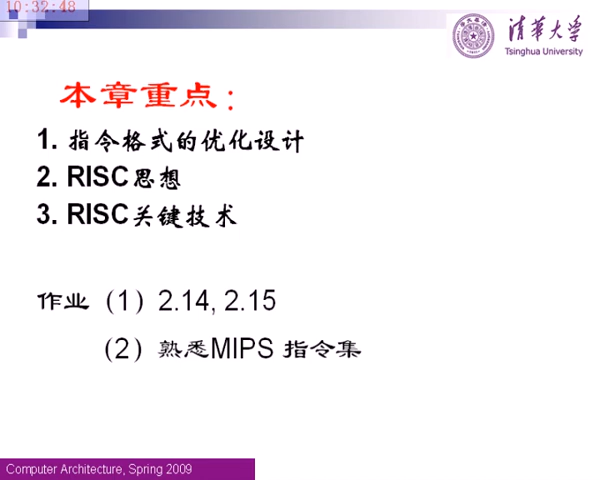 10:32:48
清華大学
Tsinghua University
本章重点：
1. 指令格式的优化设计
2. RISC思想
3. RISC关键技术
作业（1）2.14, 2.15
（2）熟悉MIPS 指令集
Computer Architecture, Spring 2009